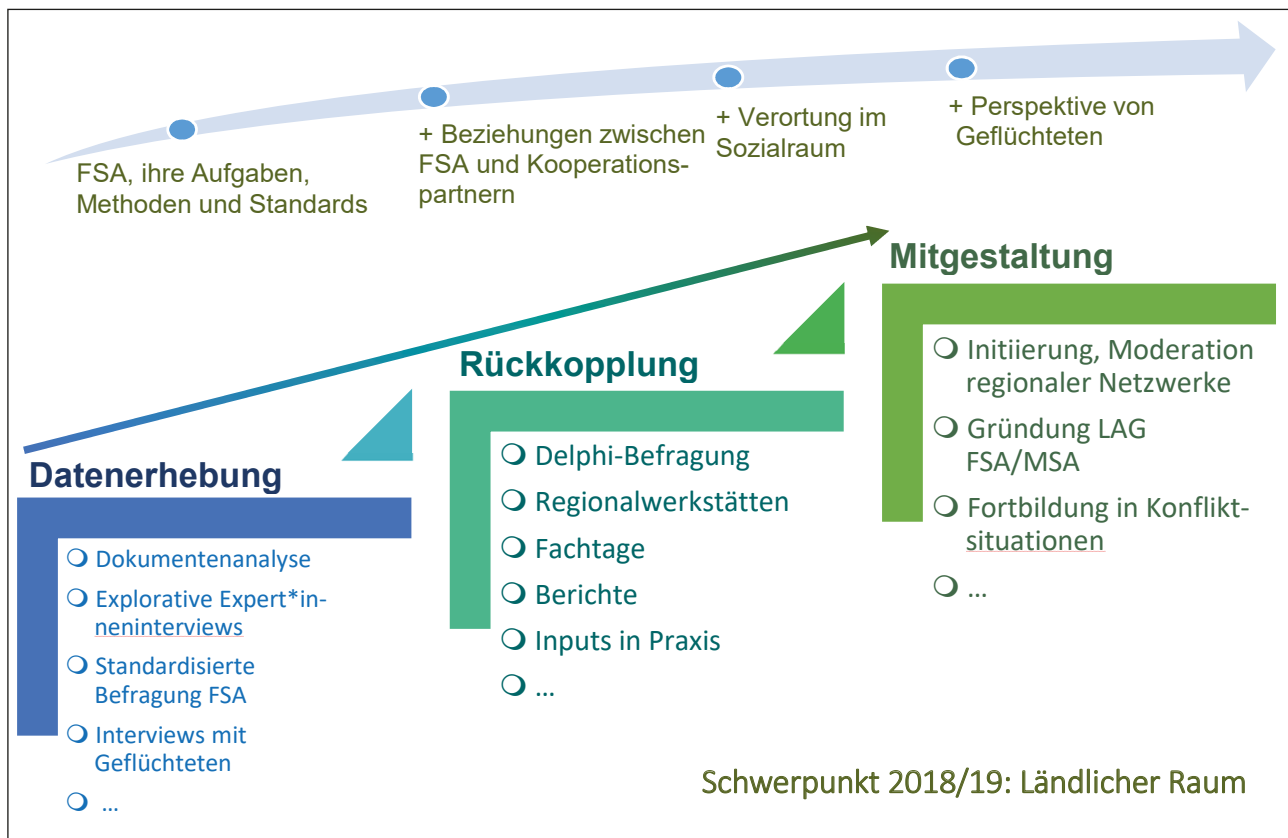 FSA, ihre Aufgaben,
Methoden und Standards
+ Beziehungen zwischen
FSA und Kooperations-
partnern
+ Verortung im
Sozialraum
+ Perspektive von
Geflüchteten
Datenerhebung
❍ Dokumentenanalyse
❍ Explorative Expert*in-
neninterviews
❍ Standardisierte
Befragung FSA
❍ Interviews mit
Geflüchteten
❍ ...
Rückkopplung
❍ Delphi-Befragung
❍ Regionalwerkstätten
❍ Fachtage
❍ Berichte
❍ Inputs in Praxis
❍ ...
Mitgestaltung
❍ Initiierung, Moderation
regionaler Netzwerke
❍ Gründung LAG
FSA/MSA
❍ Fortbildung in Konflikt-
situationen
❍ ...
Schwerpunkt 2018/19: Ländlicher Raum